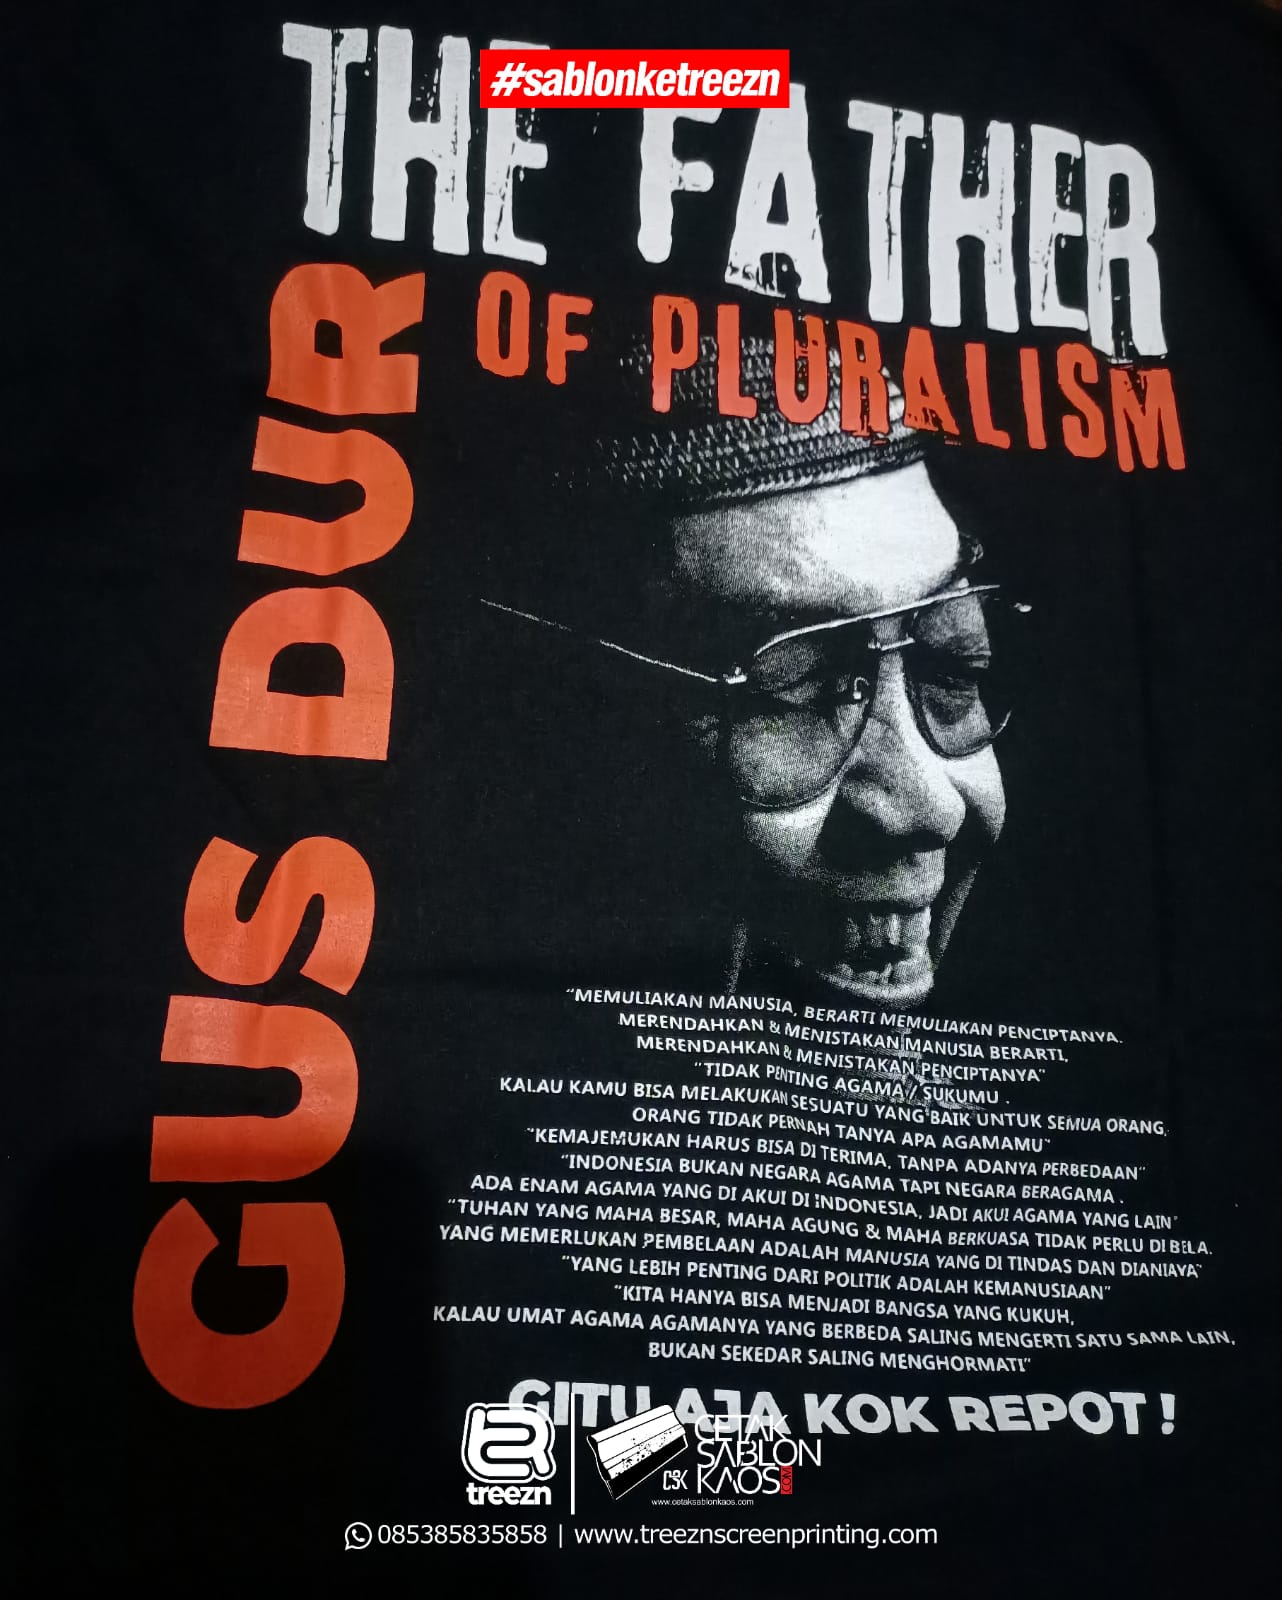 #sablonketreezn
THE FATHER
OF PLURALISM
GUS DUR
"MEMULIAKAN MANUSIA, BERARTI MEMULIAKAN PENCIPTANYA.
MERENDAHKAN & MENISTAKAN MANUSIA BERARTI,
MERENDAHKAN & MENISTAKAN PENCIPTANYA"
"TIDAK PENTING AGAMA // SUKUMU .
KALAU KAMU BISA MELAKUKAN SESUATU YANG BAIK UNTUK SEMUA ORANG,
ORANG TIDAK PERNAH TANYA APA AGAMAMU"
"KEMAJEMUKAN HARUS BISA DI TERIMA, TANPA ADANYA PERBEDAAN"
"INDONESIA BUKAN NEGARA AGAMA TAPI NEGARA BERAGAMA .
ADA ENAM AGAMA YANG DI AKUI DI INDONESIA, JADI AKUI AGAMA YANG LAIN"
"TUHAN YANG MAHA BESAR, MAHA AGUNG & MAHA BERKUASA TIDAK PERLU DI BELA.
YANG MEMERLUKAN PEMBELAAN ADALAH MANUSIA YANG DI TINDAS DAN DIANIAYA"
"YANG LEBIH PENTING DARI POLITIK ADALAH KEMANUSIAAN"
"KITA HANYA BISA MENJADI BANGSA YANG KUKUH,
KALAU UMAT AGAMA AGAMANYA YANG BERBEDA SALING MENGERTI SATU SAMA LAIN,
BUKAN SEKEDAR SALING MENGHORMATI"
GITU AJA KOK REPOT !
treezn
CSK
CETAK
SABLON
KAOS
.COM
www.cetaksablonkaos.com
085385835858 | www.treeznscreenprinting.com